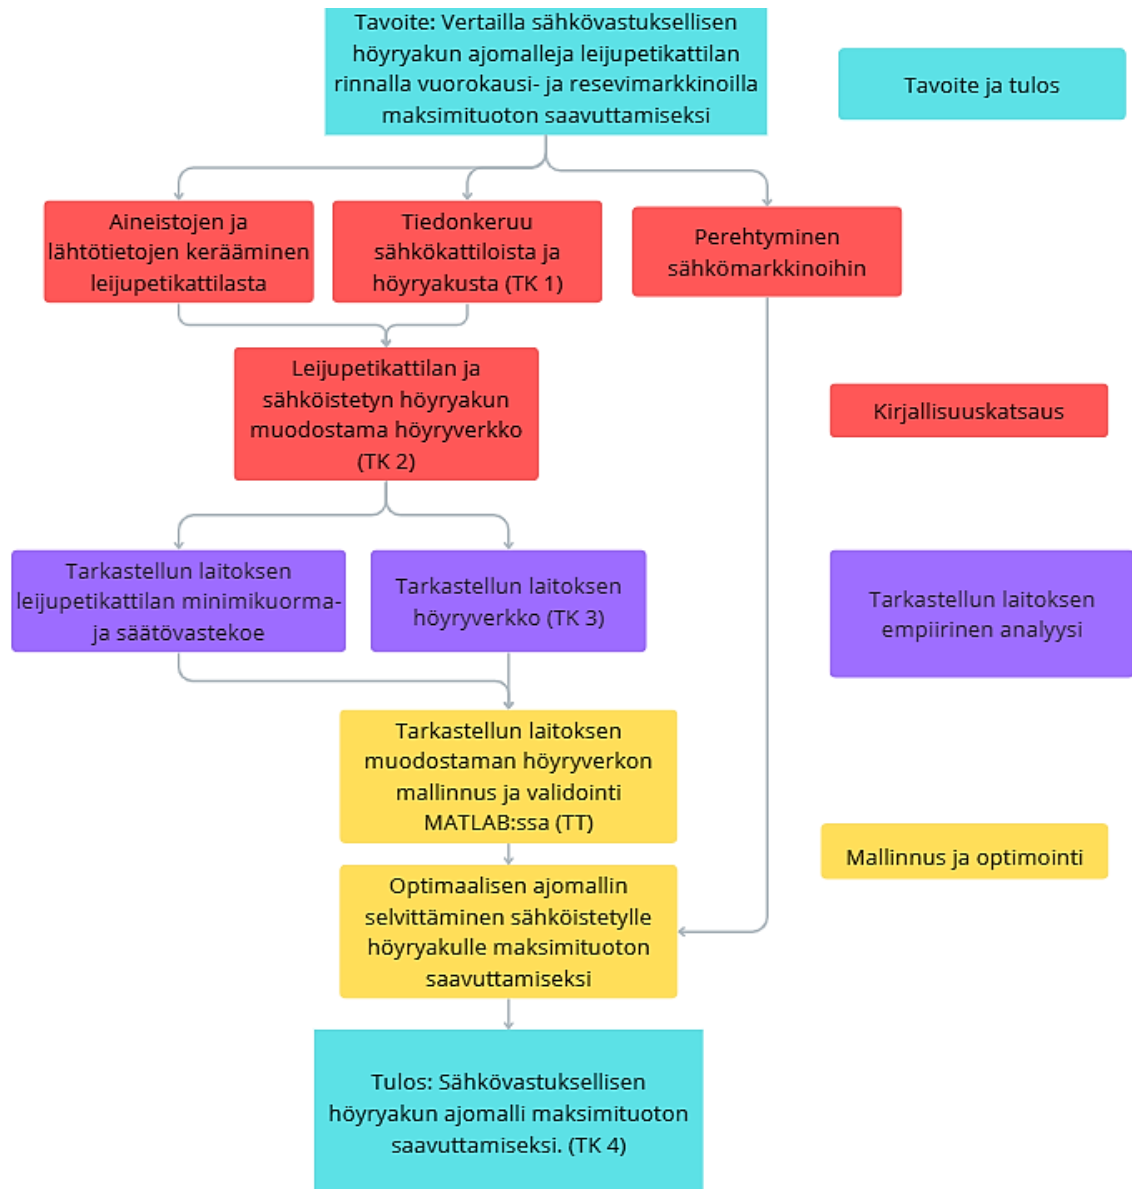 Tavoite: Vertailla sähkövastuksellisen
höyryakun ajomalleja leijupetikattilan
rinnalla vuorokausi- ja resevimarkkinoilla
maksimituoton saavuttamiseksi
Tavoite ja tulos
Aineistojen ja
lähtötietojen kerääminen
leijupetikattilasta
Tiedonkeruu
sähkökattiloista ja
höyryakusta (TK 1)
Perehtyminen
sähkömarkkinoihin
Leijupetikattilan ja
sähköistetyn höyryakun
muodostama höyryverkko
(TK 2)
Kirjallisuuskatsaus
Tarkastellun laitoksen
leijupetikattilan minimikuorma-
ja säätövastekoe
Tarkastellun laitoksen
höyryverkko (TK 3)
Tarkastellun laitoksen
empiirinen analyysi
Tarkastellun laitoksen
muodostaman höyryverkon
mallinnus ja validointi
MATLAB:ssa (TT)
Mallinnus ja optimointi
Optimaalisen ajomallin
selvittäminen sähköistetylle
höyryakulle maksimituoton
saavuttamiseksi
Tulos: Sähkövastuksellisen
höyryakun ajomalli maksimituoton
saavuttamiseksi. (TK 4)